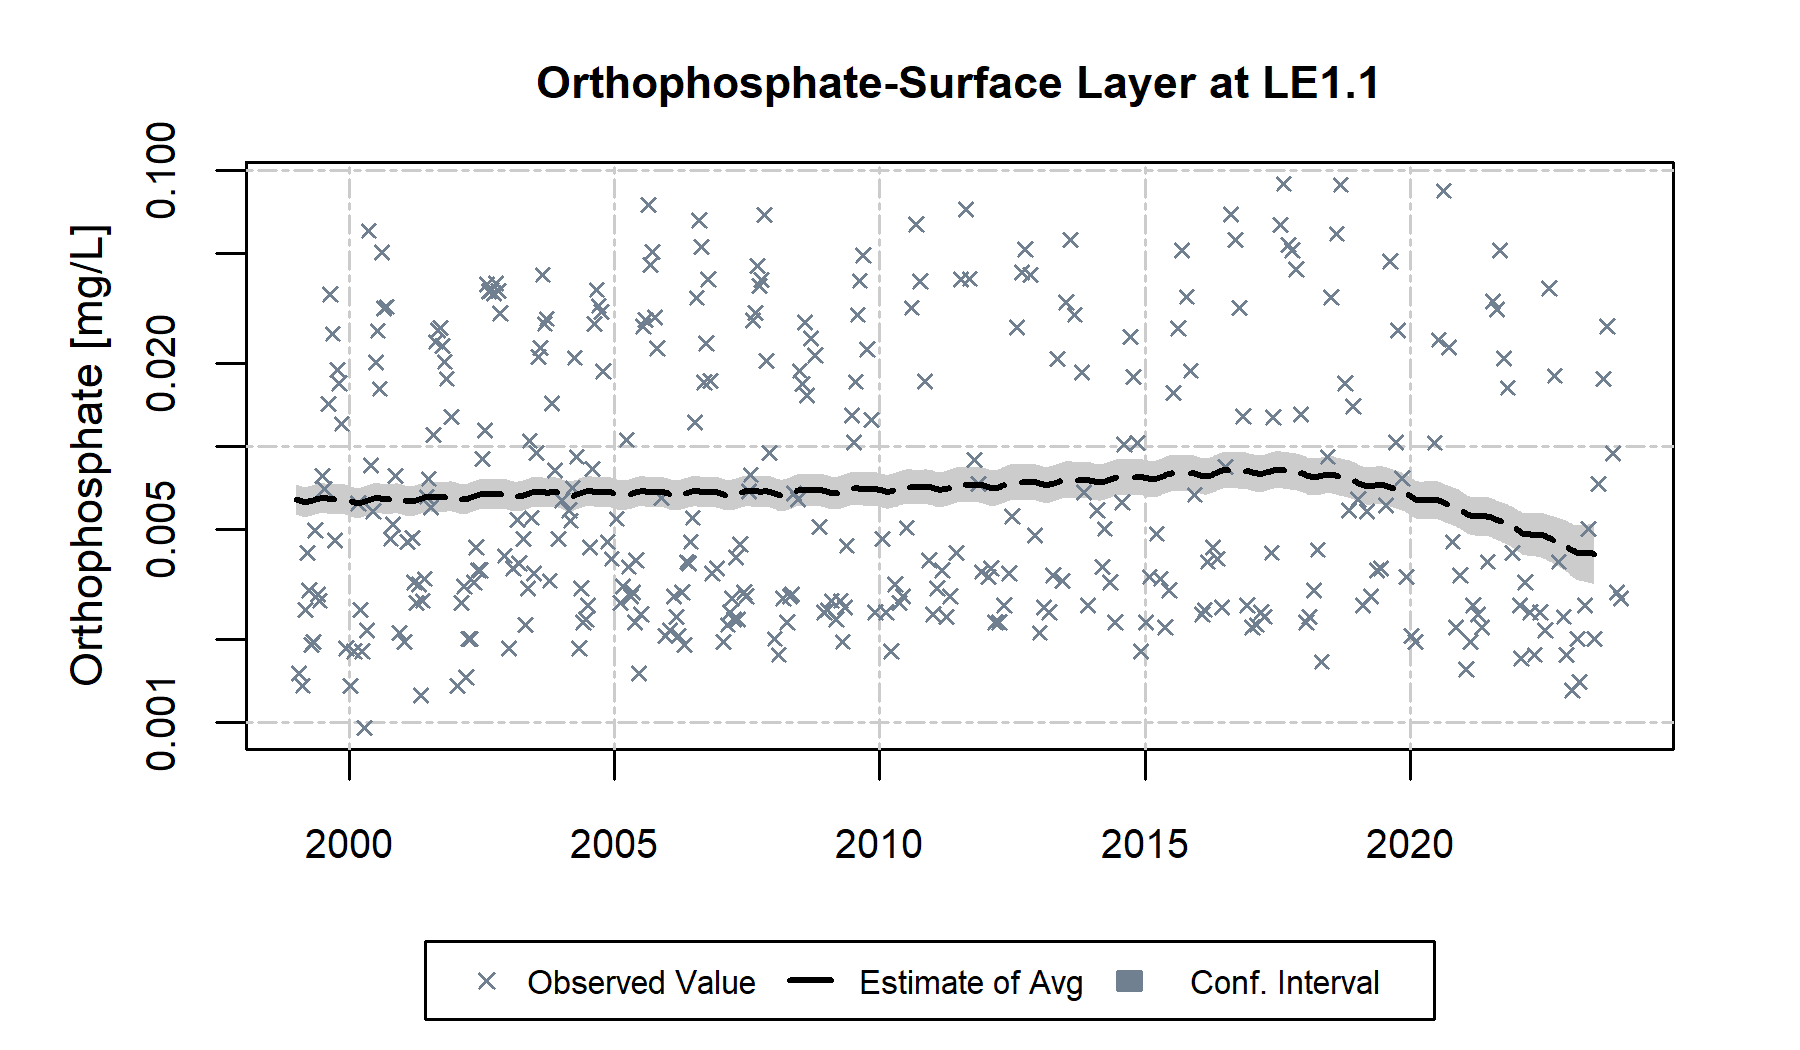 Orthophosphate-Surface Layer at LE1.1
Orthophosphate [mg/L]
0.100
0.020
0.005
0.001
2000 2005 2010 2015 2020
Observed Value Estimate of Avg Conf. Interval